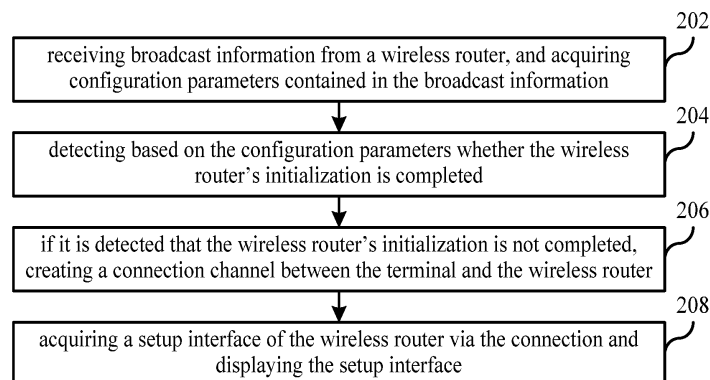 202
receiving broadcast information from a wireless router, and acquiring
configuration parameters contained in the broadcast information
204
detecting based on the configuration parameters whether the wireless
router's initialization is completed
206
if it is detected that the wireless router's initialization is not completed,
creating a connection channel between the terminal and the wireless router
208
acquiring a setup interface of the wireless router via the connection and
displaying the setup interface